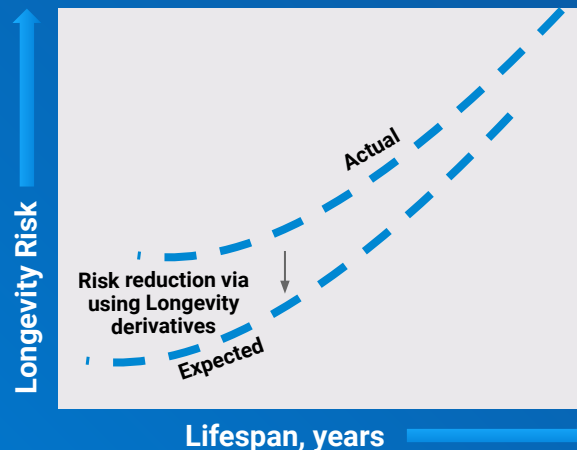 Actual
Risk reduction via
using Longevity
derivatives
Expected
Longevity Risk
Lifespan, years